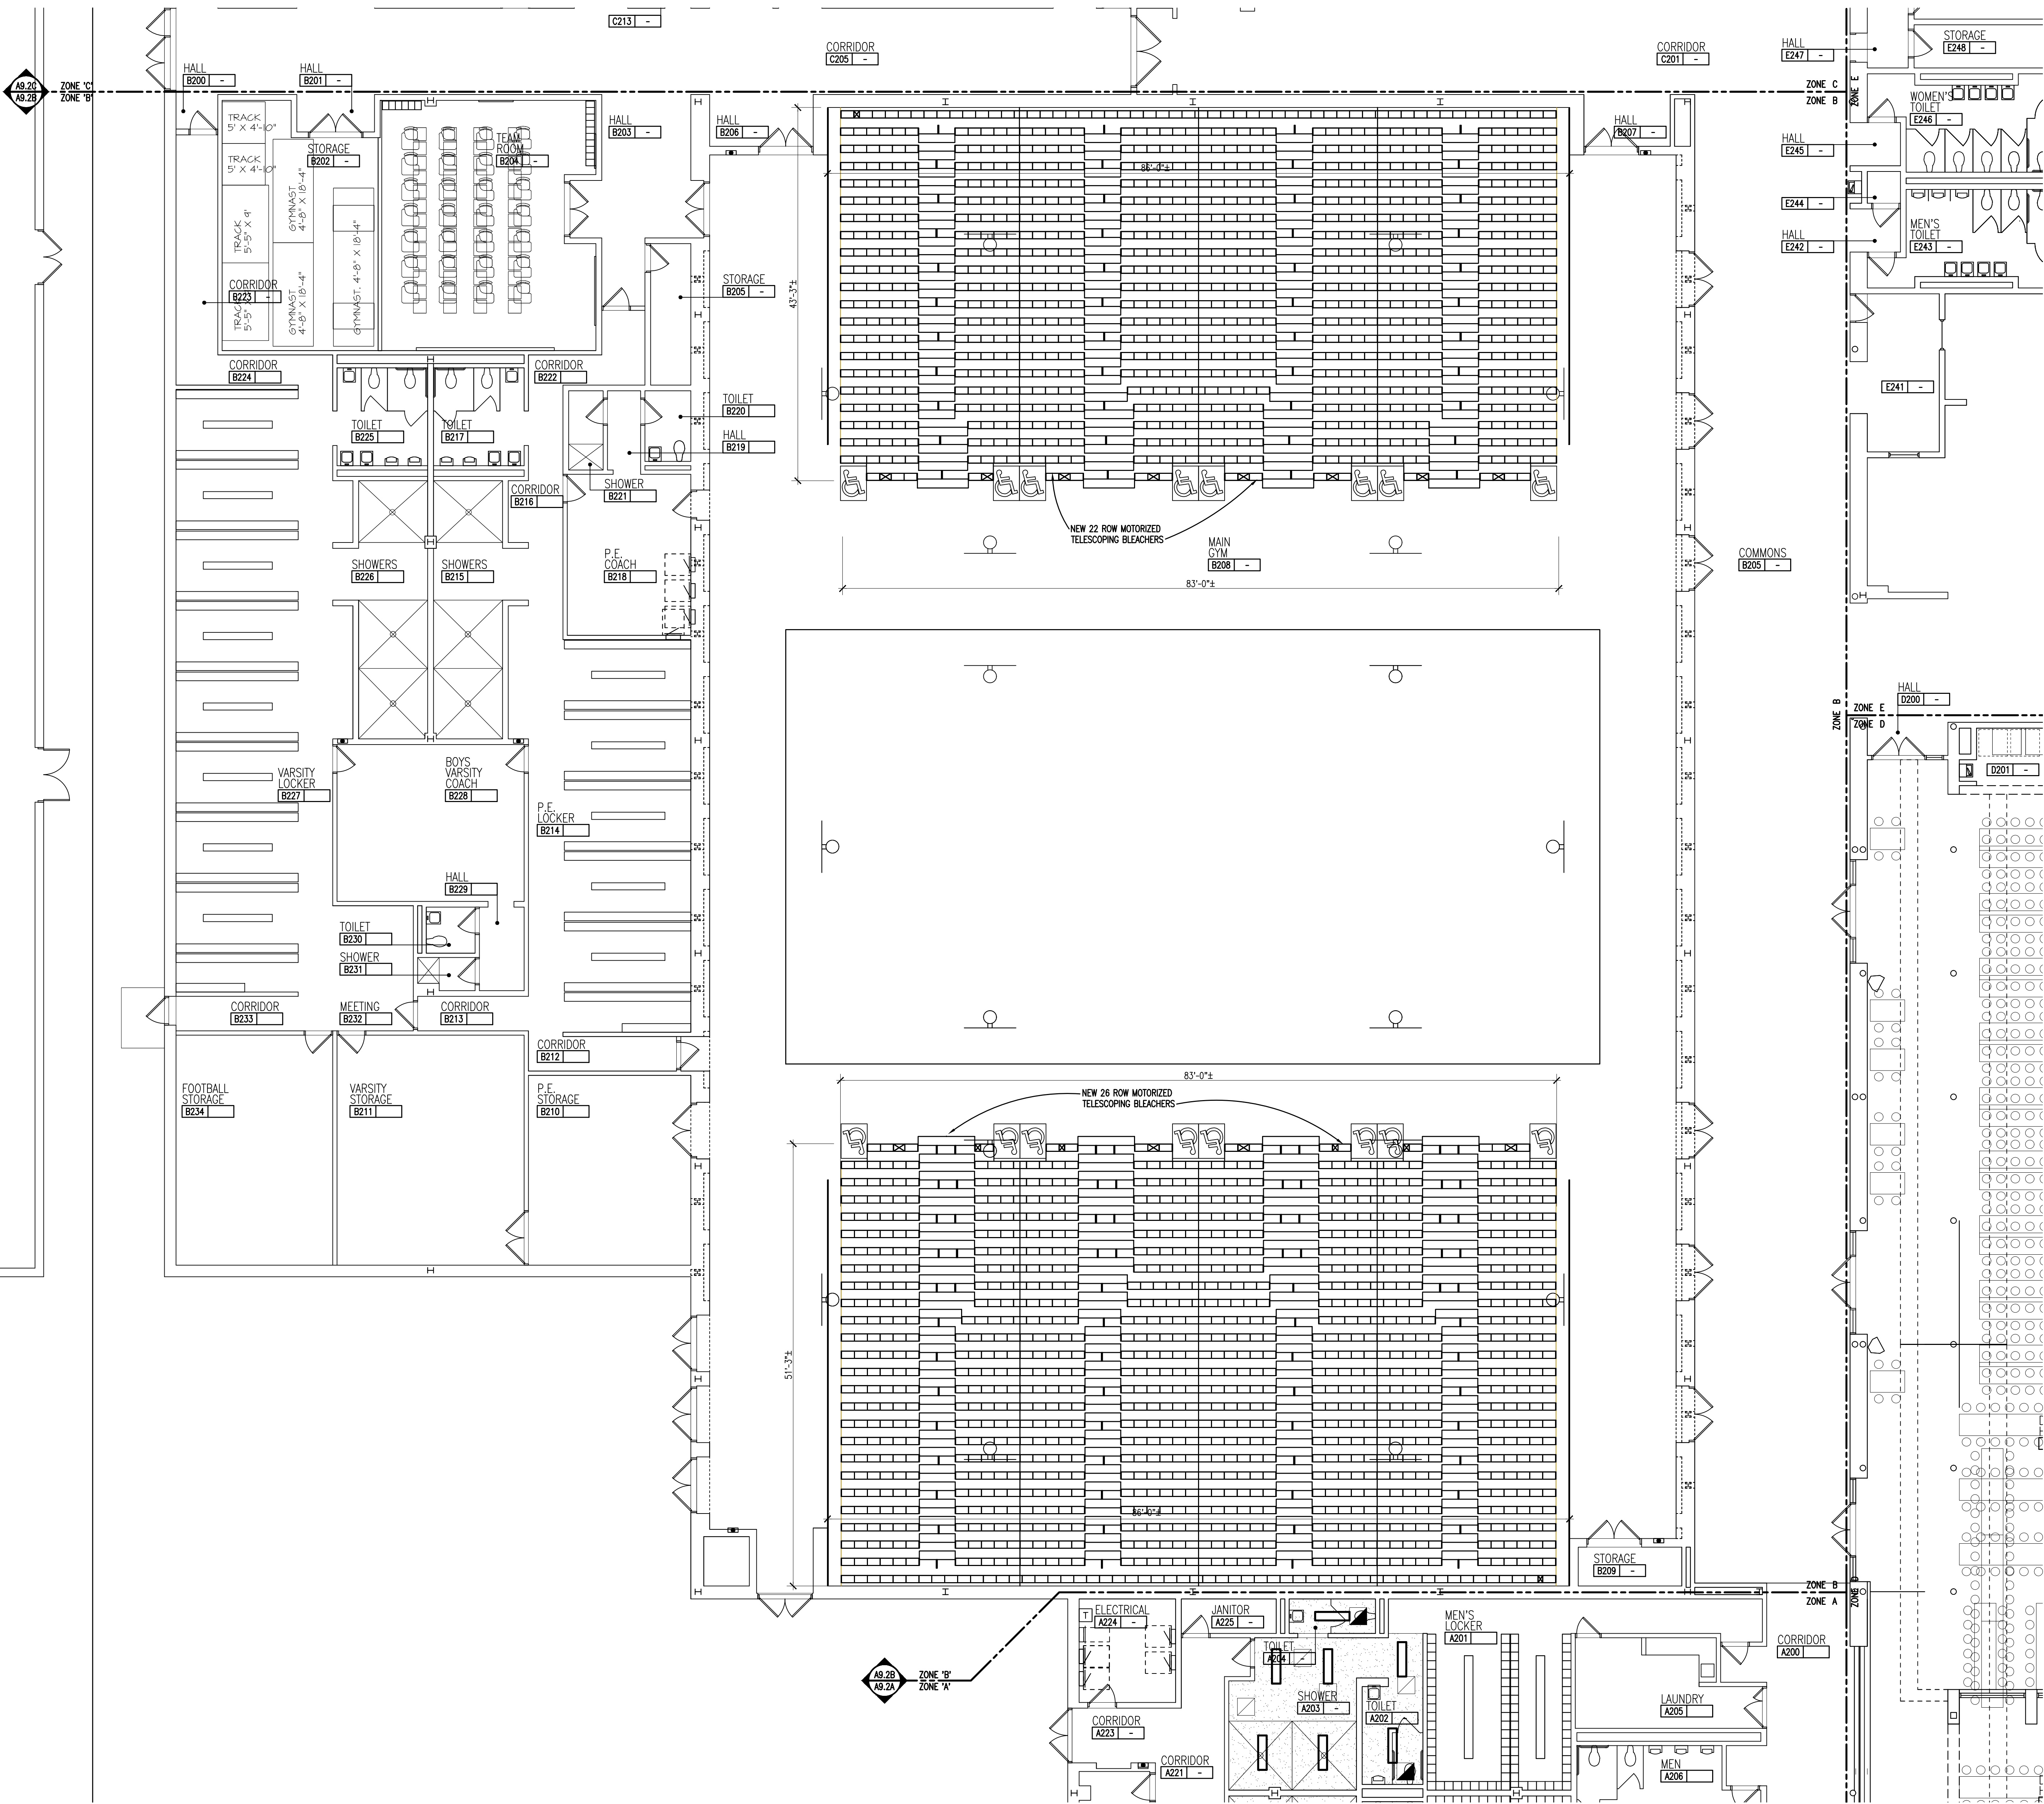 C213 -
CORRIDOR
C205 -
CORRIDOR
C201 -
HALL
E247 -
STORAGE
E248 -
HALL
B200 -
HALL
B201 -
A9.2C
A9.2B
ZONE 'C'
ZONE 'B'
ZONE C
ZONE B
ZONE E
WOMEN'S
TOILET
E246 -
TRACK
5' X 4'-10"
TRACK
5' X 4'-10"
TRACK
5'-5" X 9'
TRACK
5'-5" X 9'
GYMNAST
4'-8" X 18'-4"
GYMNAST
4'-8" X 18'-4"
GYMNAST. 4'-8" X 18'-4"
STORAGE
B202 -
TEAM
ROOM
B204 -
HALL
B203 -
HALL
B206 -
HALL
B207 -
HALL
E245 -
E244 -
HALL
E242 -
MEN'S
TOILET
E243 -
86'-0"±
43'-3"±
CORRIDOR
B223 -
STORAGE
B205 -
CORRIDOR
B224
CORRIDOR
B222
E241 -
TOILET
B220
TOILET
B225
TOILET
B217
HALL
B219
SHOWER
B221
CORRIDOR
B216
NEW 22 ROW MOTORIZED
TELESCOPING BLEACHERS
MAIN
GYM
B208 -
P.E.
COACH
B218
SHOWERS
B226
SHOWERS
B215
COMMONS
B205 -
83'-0"±
HALL
D200 -
ZONE B
ZONE E
ZONE D
D201 -
VARSITY
LOCKER
B227
BOYS
VARSITY
COACH
B228
P.E.
LOCKER
B214
HALL
B229
TOILET
B230
SHOWER
B231
CORRIDOR
B233
MEETING
B232
CORRIDOR
B213
CORRIDOR
B212
83'-0"±
NEW 26 ROW MOTORIZED
TELESCOPING BLEACHERS
FOOTBALL
STORAGE
B234
VARSITY
STORAGE
B211
P.E.
STORAGE
B210
51'-3"±
86'-0"±
STORAGE
B209 -
ZONE B
ZONE A
ZONE D
ELECTRICAL
A224 -
T
JANITOR
A225 -
TOILET
A204 -
MEN'S
LOCKER
A201
CORRIDOR
A200
A9.2B
A9.2A
ZONE 'B'
ZONE 'A'
SHOWER
A203 -
TOILET
A202
LAUNDRY
A205
CORRIDOR
A223 -
CORRIDOR
A221 -
MEN
A206